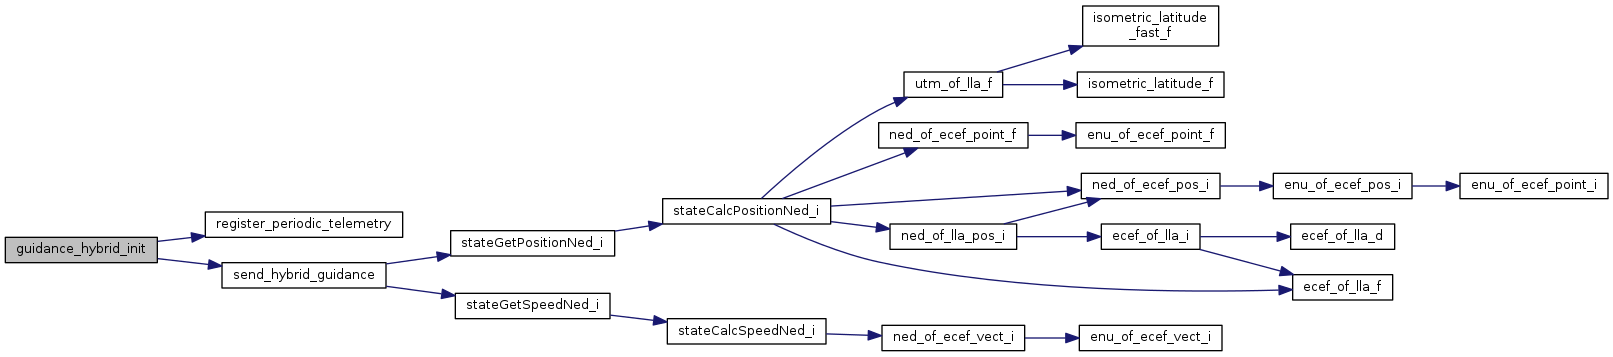 guidance_hybrid_init
register_periodic_telemetry
send_hybrid_guidance
stateGetPositionNed_i
stateGetSpeedNed_i
stateCalcPositionNed_i
stateCalcSpeedNed_i
utm_of_lla_f
ned_of_ecef_point_f
ned_of_lla_pos_i
ned_of_ecef_vect_i
isometric_latitude
_fast_f
isometric_latitude_f
enu_of_ecef_point_f
ned_of_ecef_pos_i
ecef_of_lla_i
enu_of_ecef_vect_i
enu_of_ecef_pos_i
ecef_of_lla_d
ecef_of_lla_f
enu_of_ecef_point_i